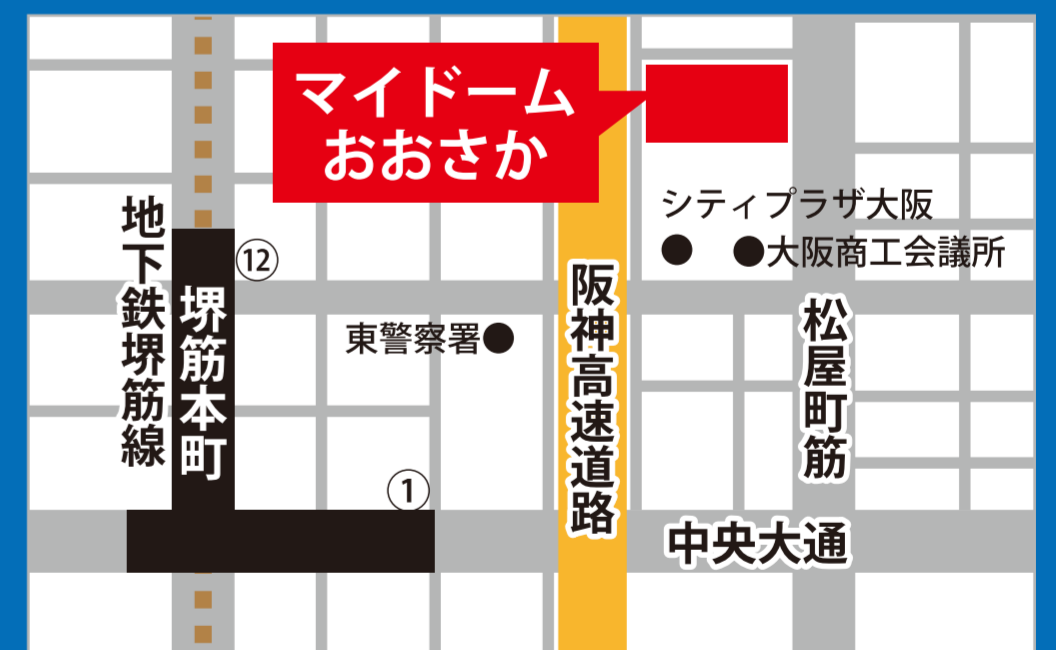 マイドーム
おおさか
シティプラザ大阪
大阪商工会議所
地下鉄堺筋線
⑫
堺筋本町
東警察署
阪神高速道路
松屋町筋
①
中央大通